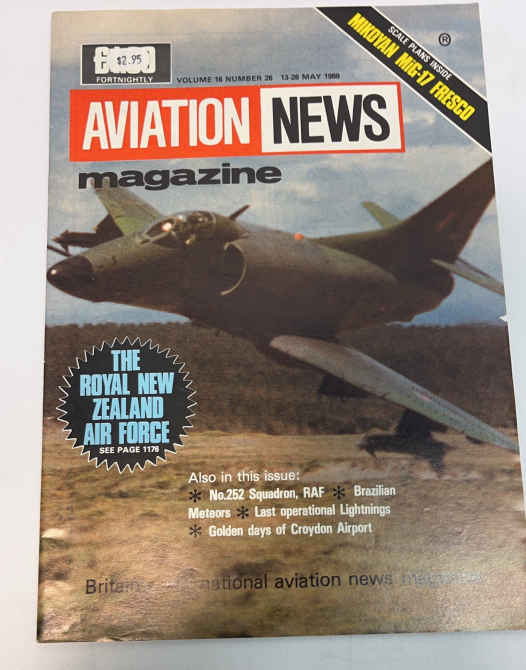 $2.95
FORTNIGHTLY
VOLUME 16 NUMBER 26 13-26 MAY 1988
SCALE PLANS INSIDE
MIKOYAN MiG-17 FRESCO
®
AVIATION NEWS
magazine
THE
ROYAL NEW
ZEALAND
AIR FORCE
SEE PAGE 1176
Also in this issue:
* No.252 Squadron, RAF * Brazilian
Meteors * Last operational Lightnings
* Golden days of Croydon Airport
national aviation news